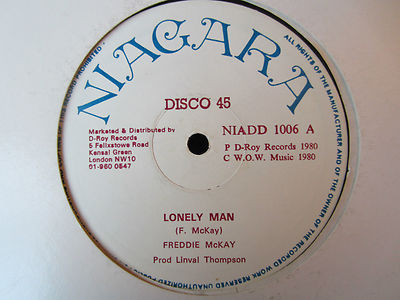 NIAGARA
DISCO 45
Marketed & Distributed by
D-Roy Records
5 Felixstowe Road
Kensal Green
London NW10
01-960 0547
NIADD 1006 A
P D-Roy Records 1980
C W.O.W. Music 1980
LONELY MAN
(F. McKay)
FREDDIE McKAY
Prod Linval Thompson
ALL RIGHTS OF THE MANUFACTURER AND OF THE OWNER OF THE RECORDED WORK RESERVED UNAUTHORIZED
PROHIBITED